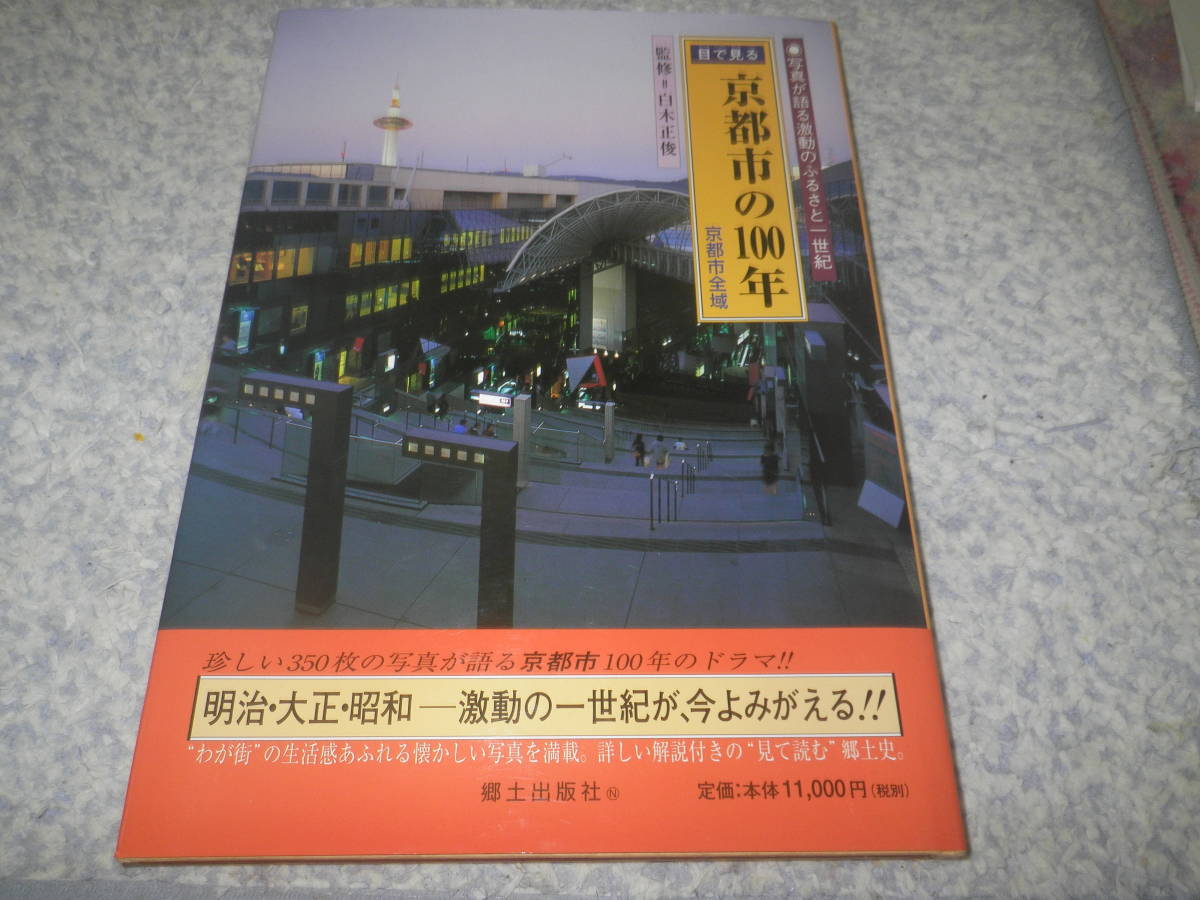 ●写真が語る激動のふるさと一世紀
目で見る
京都市の100年
京都市全域
監修＝白木正俊
珍しい350枚の写真が語る京都市100年のドラマ!!
明治・大正・昭和―激動の一世紀が、今よみがえる!!
“わが街”の生活感あふれる懐かしい写真を満載。詳しい解説付きの“見て読む”郷土史。
郷土出版社Ⓝ
定価:本体11,000円(税別)